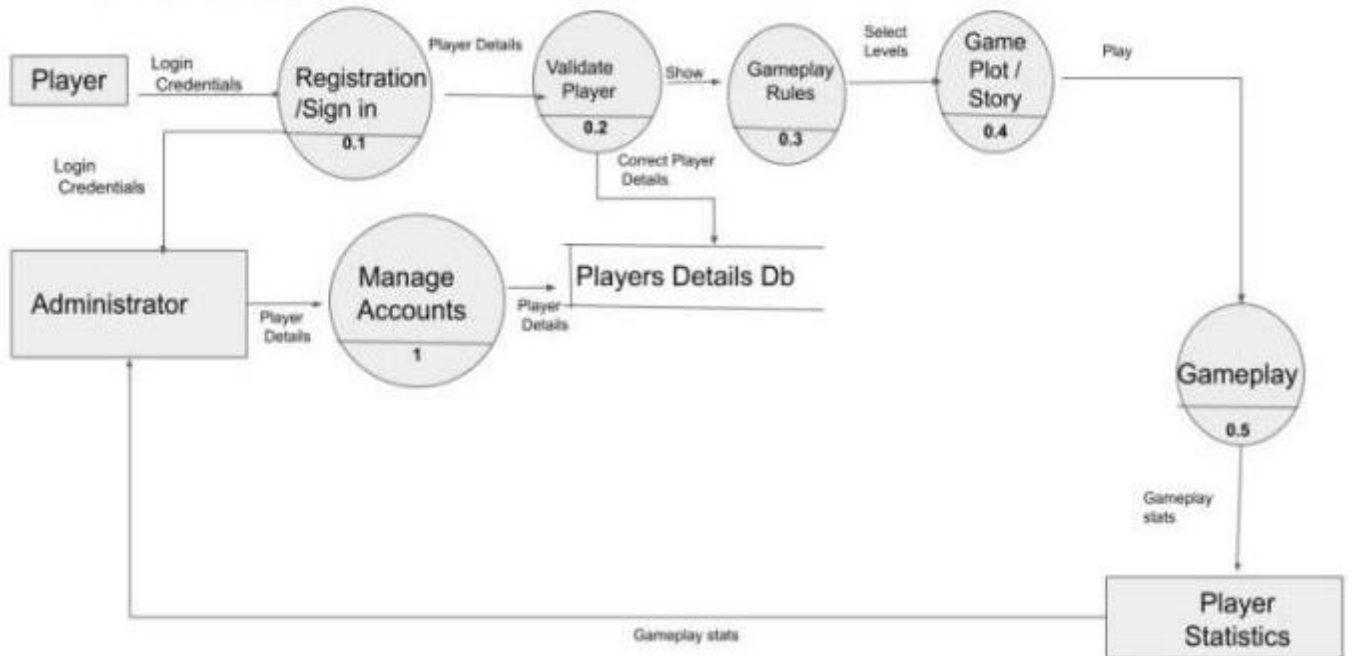 Player
Login
Credentials
Registration
/Sign in
0.1
Player Details
Validate
Player
0.2
Show
Gameplay
Rules
0.3
Select
Levels
Game
Plot /
Story
0.4
Play
Login
Credentials
Correct Player
Details
Administrator
Player
Details
Manage
Accounts
1
Player
Details
Players Details Db
Gameplay
0.5
Gameplay
stats
Player
Statistics
Gameplay stats